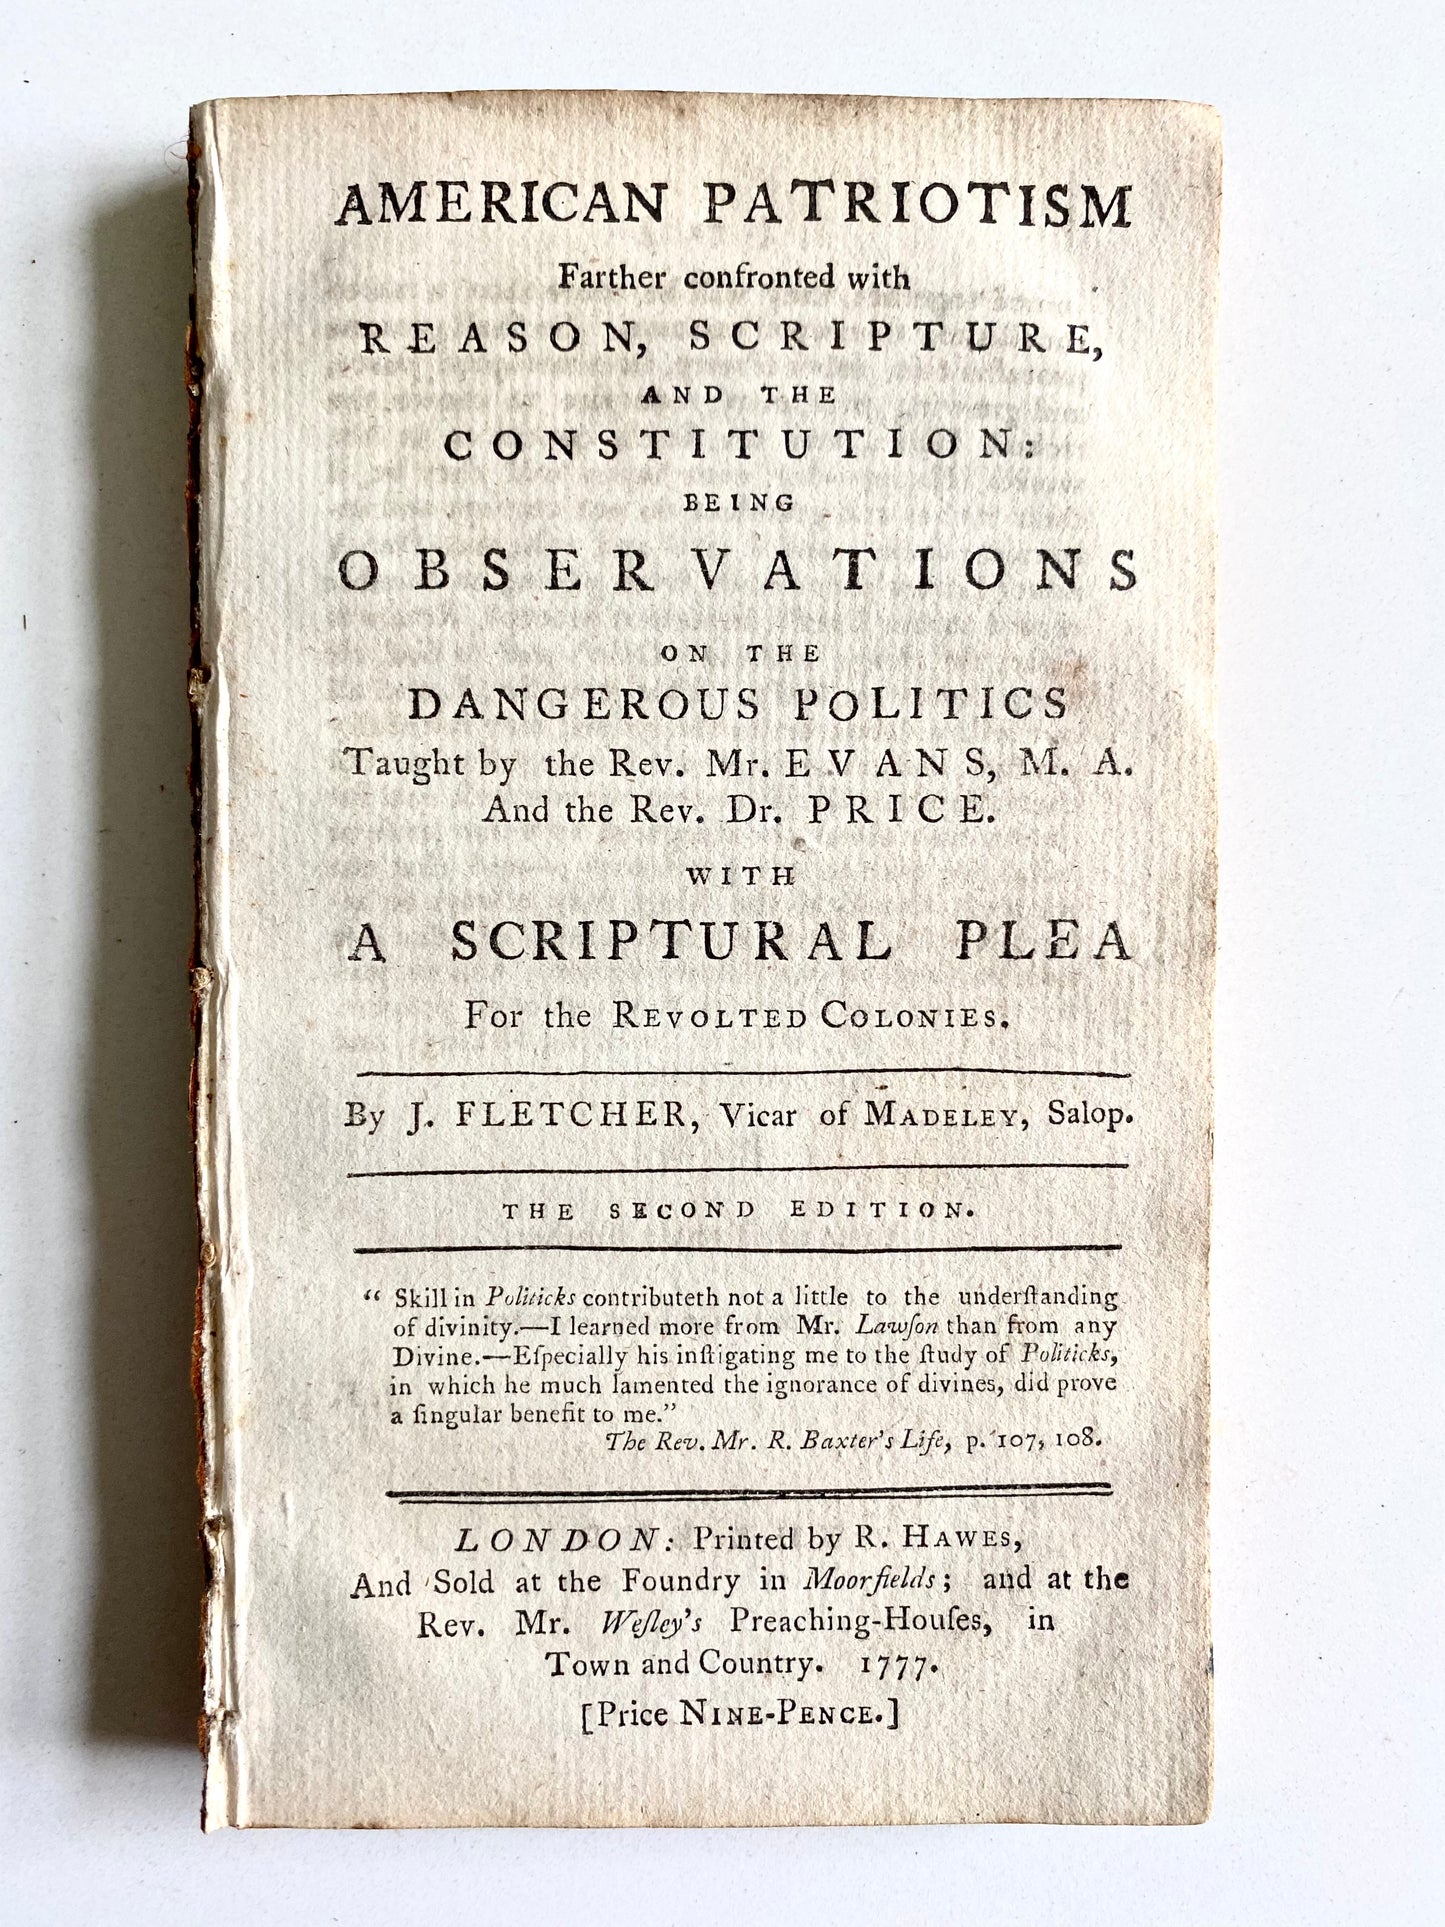 AMERICAN PATRIOTISM
Farther confronted with
REASON, SCRIPTURE,
AND THE
CONSTITUTION:
BEING
OBSERVATIONS
ON THE
DANGEROUS POLITICS
Taught by the Rev. Mr. EVANS, M. A.
And the Rev. Dr. PRICE.
WITH
A SCRIPTURAL PLEA
For the REVOLTED COLONIES.
By J. FLETCHER, Vicar of MADELEY, Salop.
THE SECOND EDITION.
“ Skill in Politicks contributeth not a little to the underſtanding
of divinity.—I learned more from Mr. Lawſon than from any
Divine.—Eſpecially his inſtigating me to the ſtudy of Politicks,
in which he much lamented the ignorance of divines, did prove
a ſingular benefit to me.”
The Rev. Mr. R. Baxter's Life, p. 107, 108.
LONDON: Printed by R. HAWES,
And Sold at the Foundry in Moorfields; and at the
Rev. Mr. Weſley's Preaching-Houſes, in
Town and Country. 1777.
[Price NINE-PENCE.]